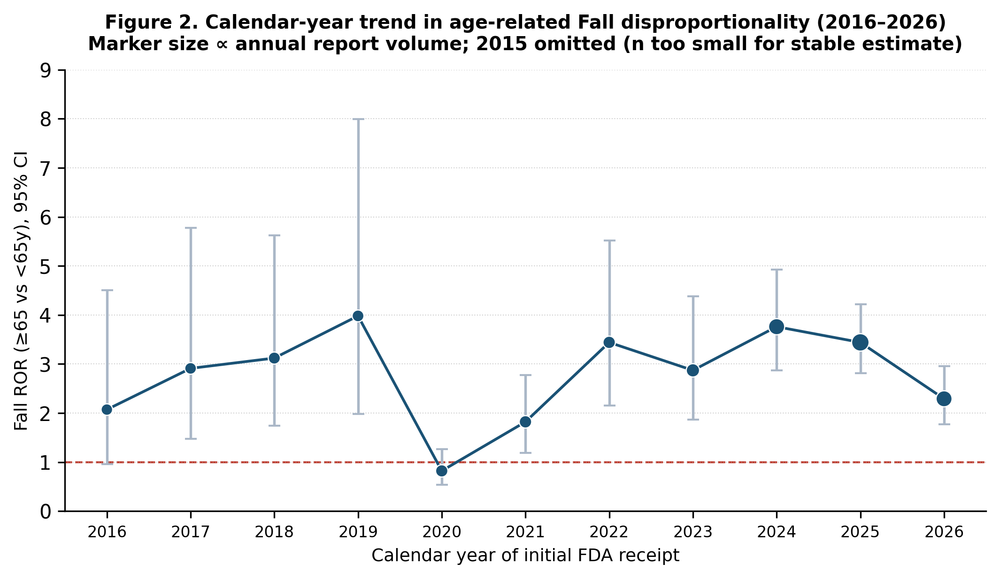 Figure 2. Calendar-year trend in age-related Fall disproportionality (2016–2026)
Marker size ∝ annual report volume; 2015 omitted (n too small for stable estimate)
Fall ROR (≥65 vs <65y), 95% CI
9
8
7
6
5
4
3
2
1
0
2016 2017 2018 2019 2020 2021 2022 2023 2024 2025 2026
Calendar year of initial FDA receipt